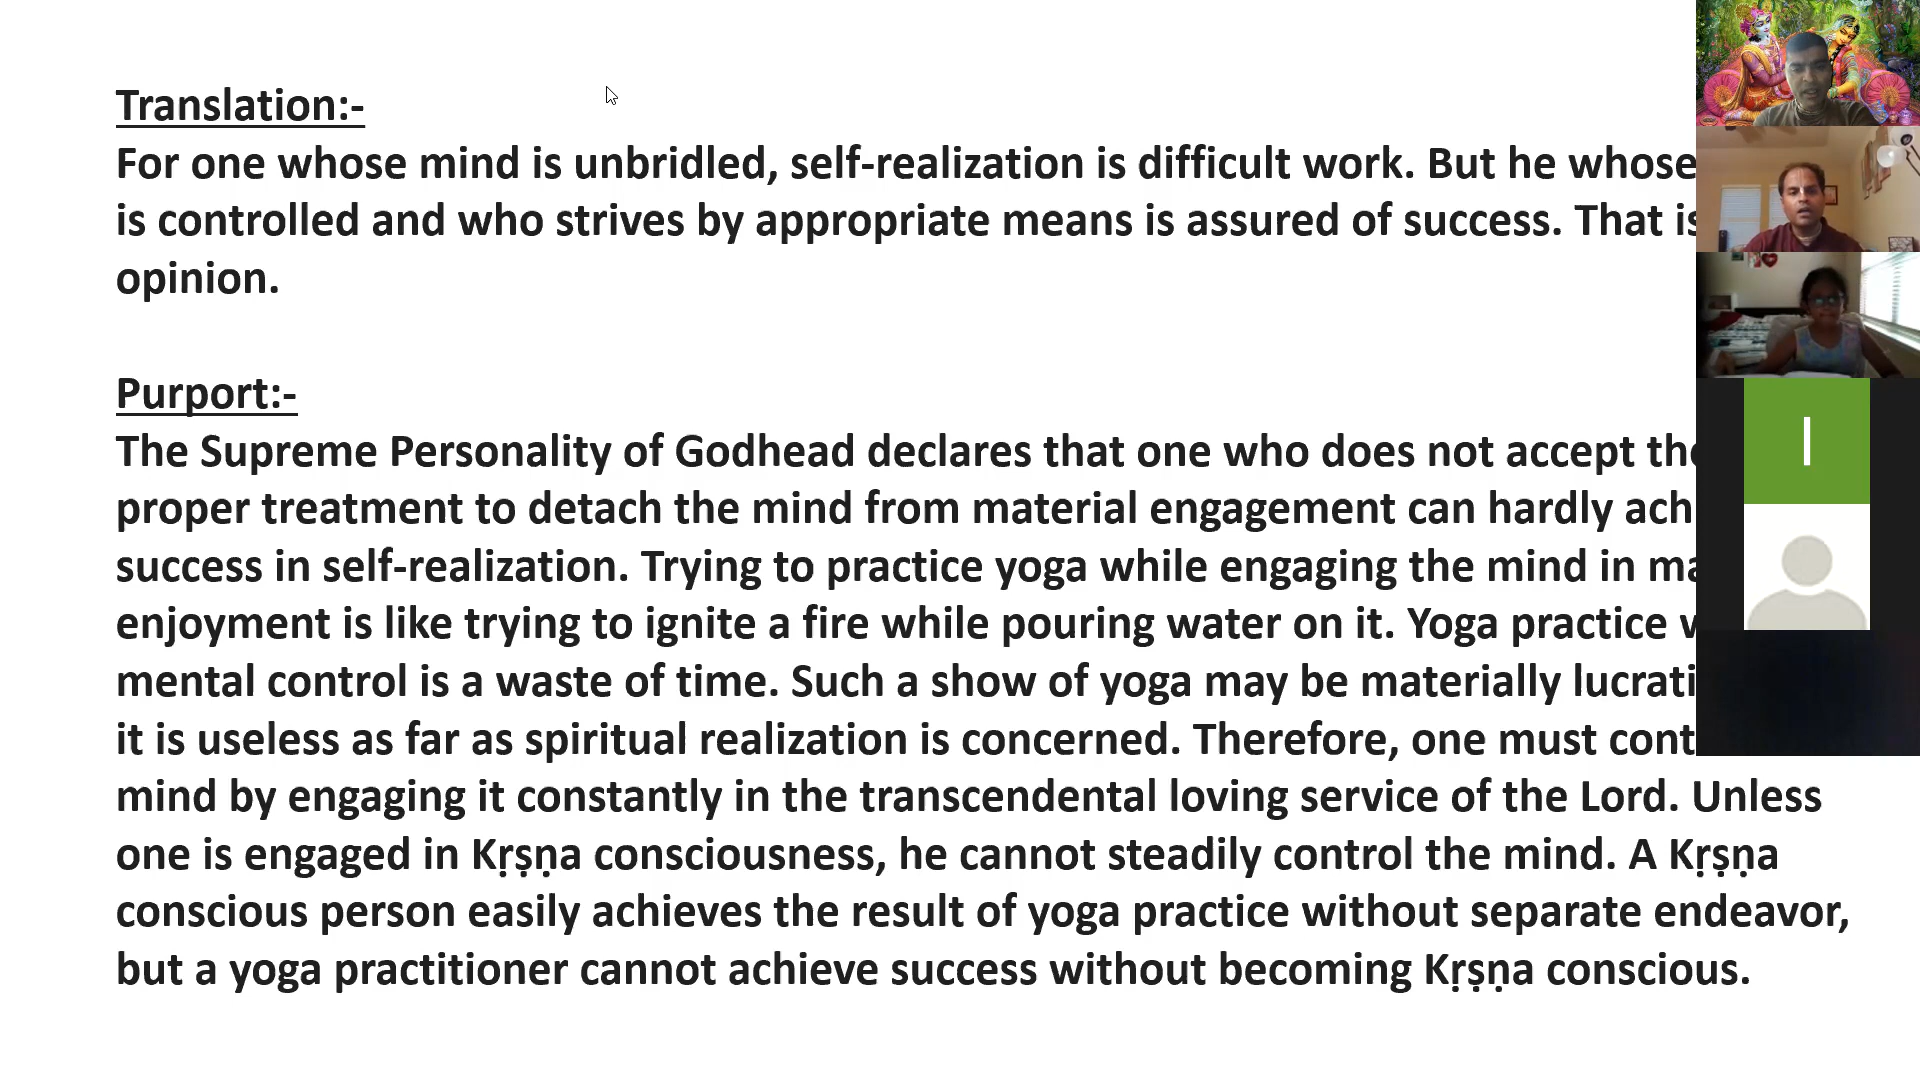 Translation:-
For one whose mind is unbridled, self-realization is difficult work. But he whose
is controlled and who strives by appropriate means is assured of success. That is
opinion.
Purport:-
The Supreme Personality of Godhead declares that one who does not accept the
proper treatment to detach the mind from material engagement can hardly
success in self-realization. Trying to practice yoga while engaging the mind in
enjoyment is like trying to ignite a fire while pouring water on it. Yoga practice
mental control is a waste of time. Such a show of yoga may be materially
it is useless as far as spiritual realization is concerned. Therefore, one must
mind by engaging it constantly in the transcendental loving service of the Lord. Unless
one is engaged in Kṛṣṇa consciousness, he cannot steadily control the mind. A Kṛṣṇa
conscious person easily achieves the result of yoga practice without separate endeavor,
but a yoga practitioner cannot achieve success without becoming Kṛṣṇa conscious.
I